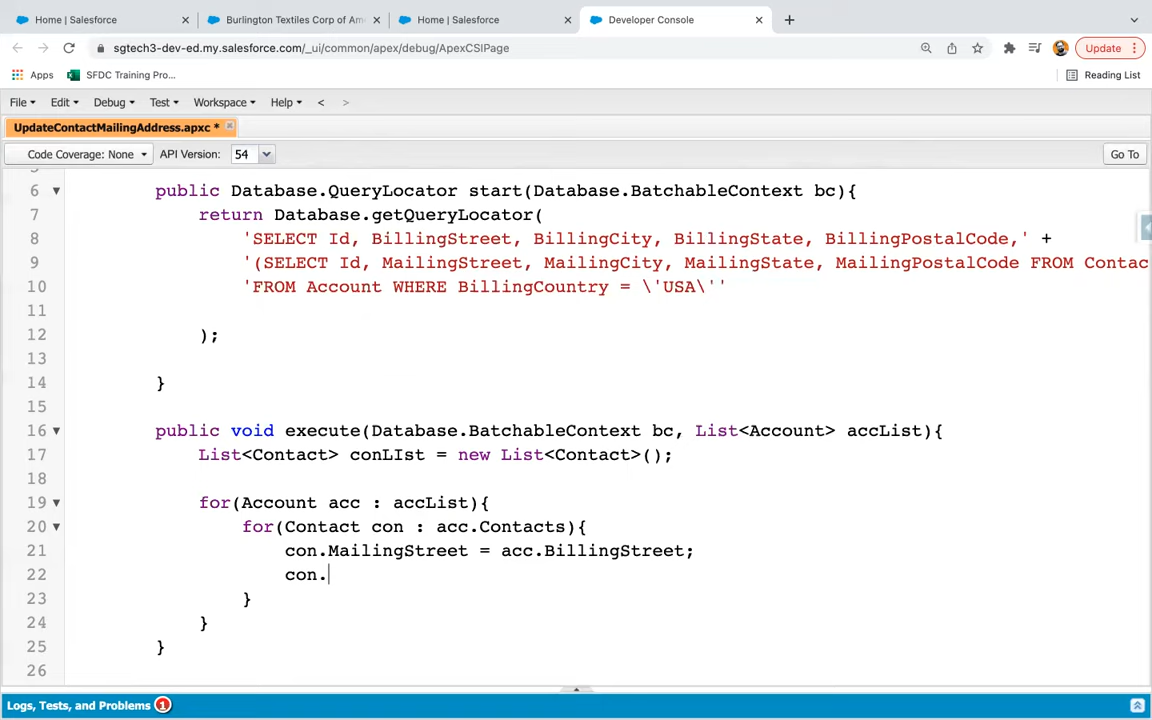 Home | Salesforce
Burlington Textiles Corp of Am
Home | Salesforce
Developer Console
sgtech3-dev-ed.my.salesforce.com/_ui/common/apex/debug/ApexCSIPage
Update
Apps
SFDC Training Pro...
Reading List
File Edit Debug Test Workspace Help < >
UpdateContactMailingAddress.apxc *
Code Coverage: None API Version: 54 Go To
6 public Database.QueryLocator start(Database.BatchableContext bc){
7 return Database.getQueryLocator(
8 'SELECT Id, BillingStreet, BillingCity, BillingState, BillingPostalCode,' +
9 '(SELECT Id, MailingStreet, MailingCity, MailingState, MailingPostalCode FROM Contac
10 'FROM Account WHERE BillingCountry = \'USA\''
11
12 );
13
14 }
15
16 public void execute(Database.BatchableContext bc, List<Account> accList){
17 List<Contact> conLIst = new List<Contact>();
18
19 for(Account acc : accList){
20 for(Contact con : acc.Contacts){
21 con.MailingStreet = acc.BillingStreet;
22 con.
23 }
24 }
25 }
26
Logs, Tests, and Problems 1